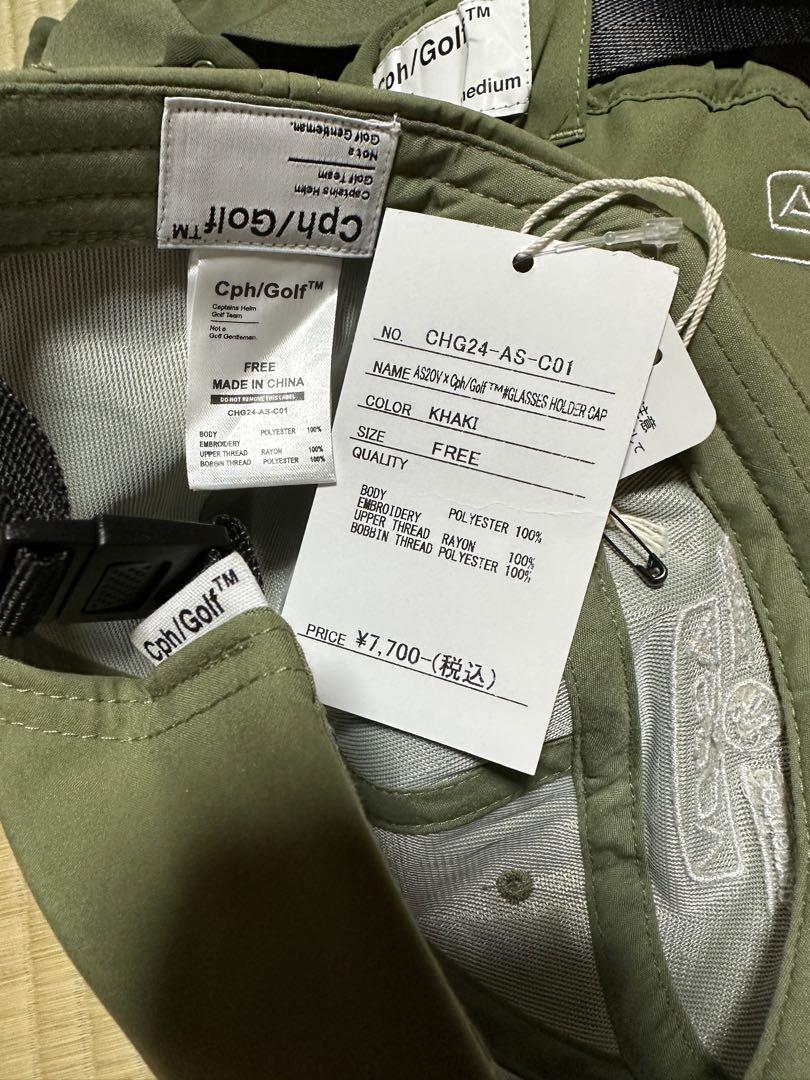 Cph/Golf™
medium
Cph/Golf™
Captains Helm
Golf Team
Not a
Golf Gentleman.
Cph/Golf™
Captains Helm
Golf Team
Not a
Golf Gentleman.
FREE
MADE IN CHINA
DO NOT REMOVE THIS LABEL
CHG24-AS-C01
BODY POLYESTER 100%
EMBROIDERY
UPPER THREAD RAYON 100%
BOBBIN THREAD POLYESTER 100%
NO. CHG24-AS-C01
NAME AS2OV x Cph/Golf™#GLASSES HOLDER CAP
COLOR KHAKI
SIZE FREE
QUALITY
BODY POLYESTER 100%
EMBROIDERY
UPPER THREAD RAYON 100%
BOBBIN THREAD POLYESTER 100%
PRICE ¥7,700-(税込)
Cph/Golf™